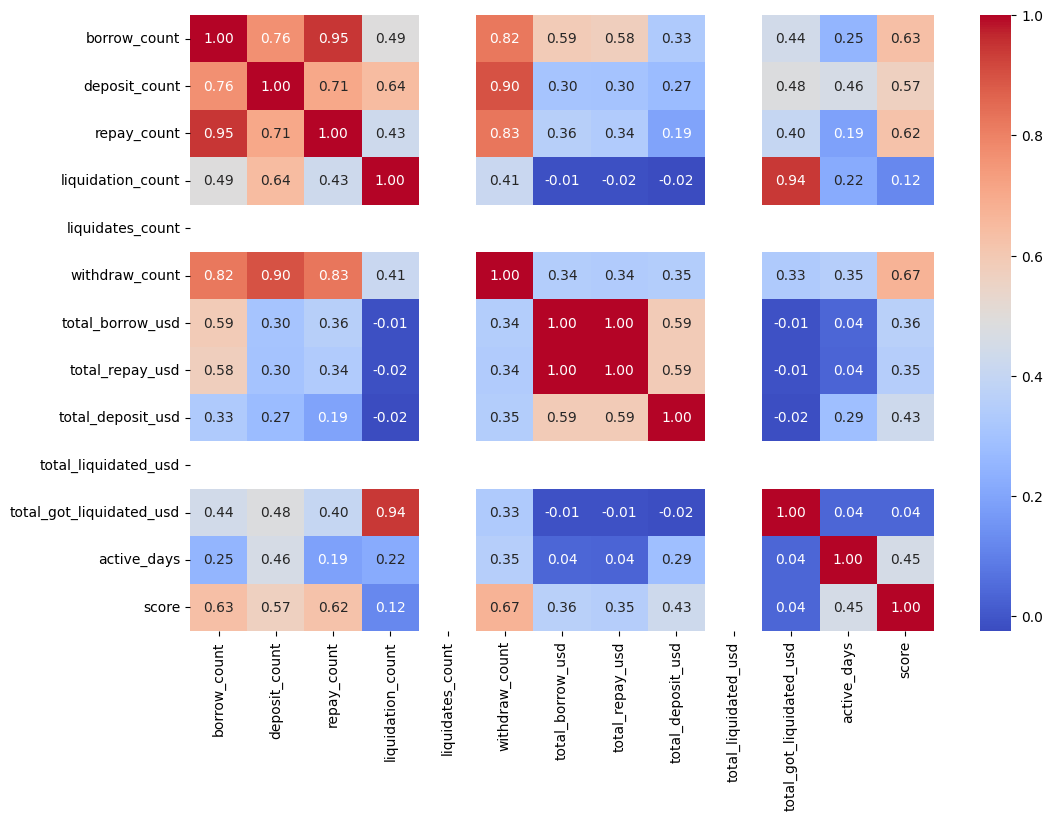 1.0
borrow_count 1.00 0.76 0.95 0.49 0.82 0.59 0.58 0.33 0.44 0.25 0.63
deposit_count 0.76 1.00 0.71 0.64 0.90 0.30 0.30 0.27 0.48 0.46 0.57
0.8
repay_count 0.95 0.71 1.00 0.43 0.83 0.36 0.34 0.19 0.40 0.19 0.62
liquidation_count 0.49 0.64 0.43 1.00 0.41 -0.01 -0.02 -0.02 0.94 0.22 0.12
liquidates_count
0.6
withdraw_count 0.82 0.90 0.83 0.41 1.00 0.34 0.34 0.35 0.33 0.35 0.67
total_borrow_usd 0.59 0.30 0.36 -0.01 0.34 1.00 1.00 0.59 -0.01 0.04 0.36
total_repay_usd 0.58 0.30 0.34 -0.02 0.34 1.00 1.00 0.59 -0.01 0.04 0.35
0.4
total_deposit_usd 0.33 0.27 0.19 -0.02 0.35 0.59 0.59 1.00 -0.02 0.29 0.43
total_liquidated_usd
total_got_liquidated_usd 0.44 0.48 0.40 0.94 0.33 -0.01 -0.01 -0.02 1.00 0.04 0.04
0.2
active_days 0.25 0.46 0.19 0.22 0.35 0.04 0.04 0.29 0.04 1.00 0.45
score 0.63 0.57 0.62 0.12 0.67 0.36 0.35 0.43 0.04 0.45 1.00
0.0
borrow_count
deposit_count
repay_count
liquidation_count
liquidates_count
withdraw_count
total_borrow_usd
total_repay_usd
total_deposit_usd
total_liquidated_usd
total_got_liquidated_usd
active_days
score